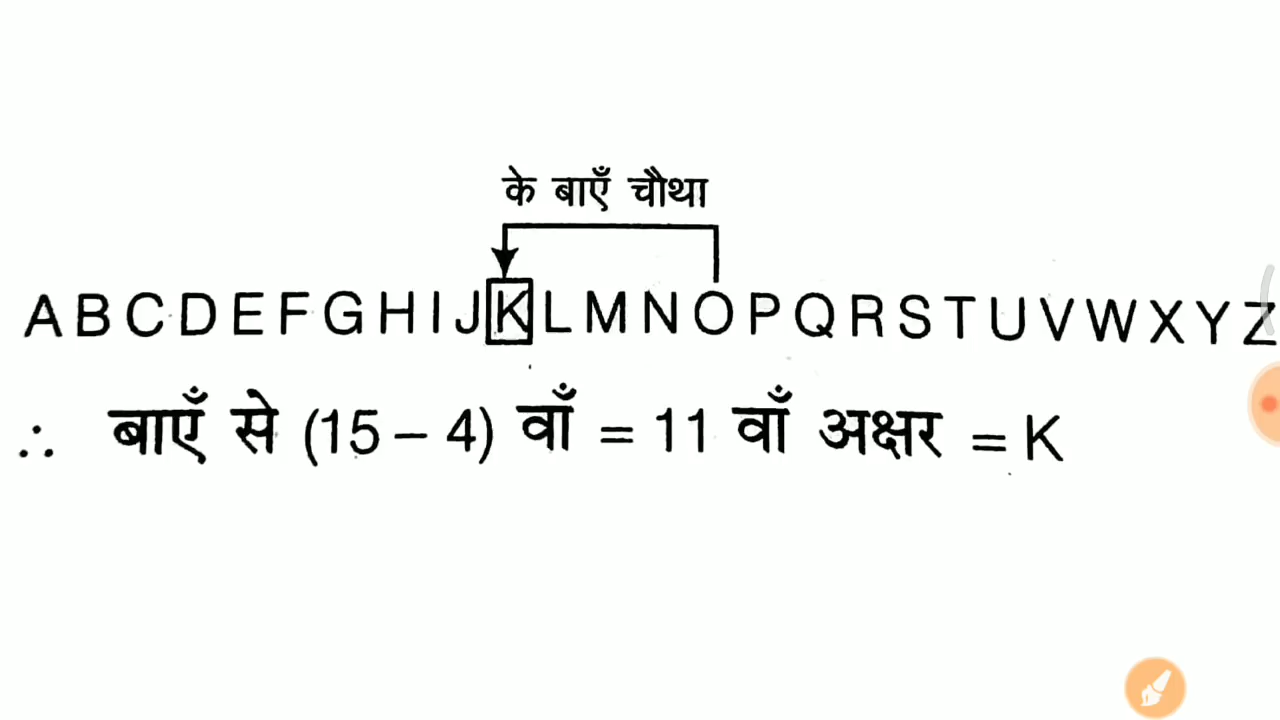 के बाएँ चौथा
A B C D E F G H I J K L M N O P Q R S T U V W X Y Z
∴ बाएँ से (15 – 4) वाँ = 11 वाँ अक्षर = K